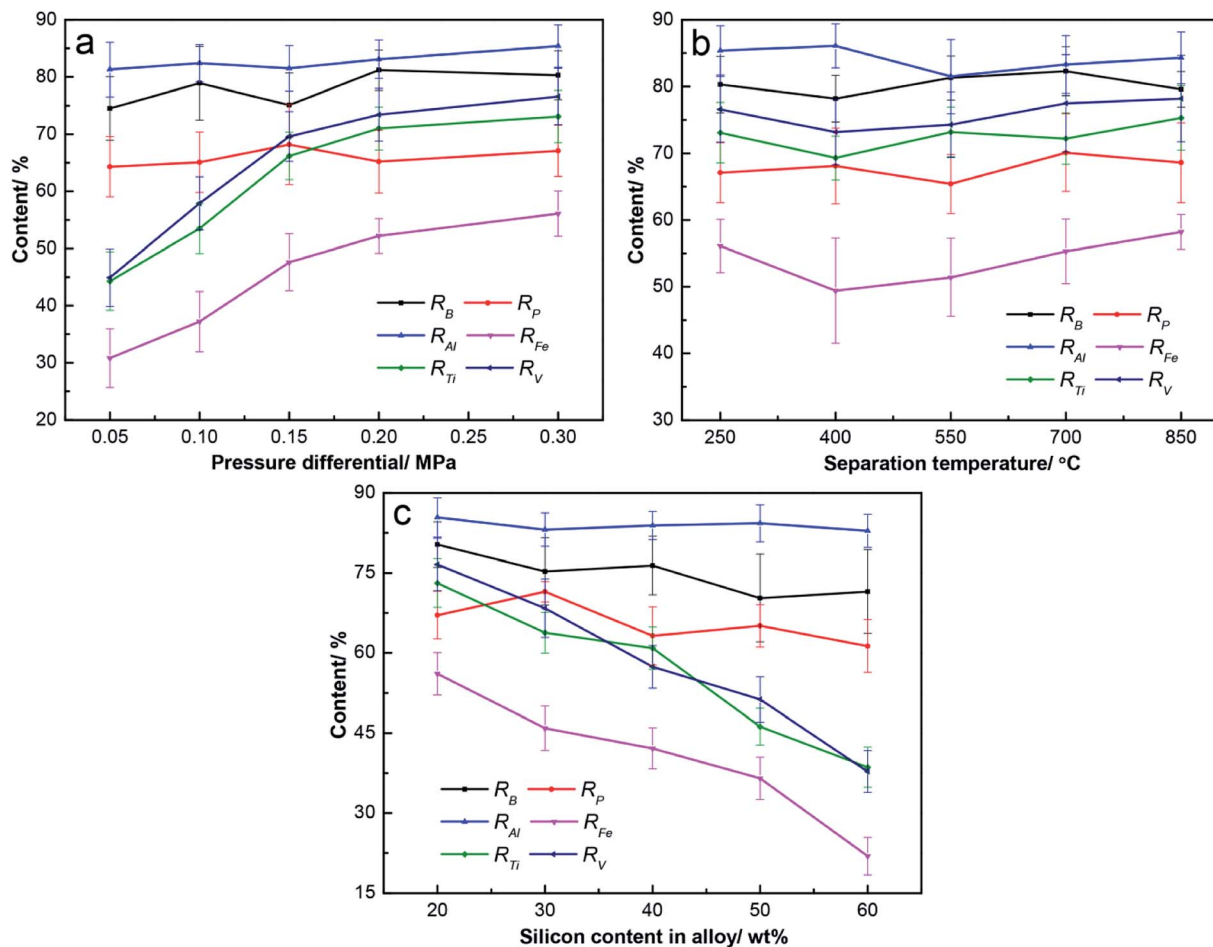 a
Content/ %
90
80
70
60
50
40
30
20
R_B R_P
R_Al R_Fe
R_Ti R_V
0.05 0.10 0.15 0.20 0.25 0.30
Pressure differential/ MPa
b
Content/ %
90
80
70
60
50
40
30
R_B R_P
R_Al R_Fe
R_Ti R_V
250 400 550 700 850
Separation temperature/ °C
c
Content/ %
90
75
60
45
30
15
R_B R_P
R_Al R_Fe
R_Ti R_V
20 30 40 50 60
Silicon content in alloy/ wt%